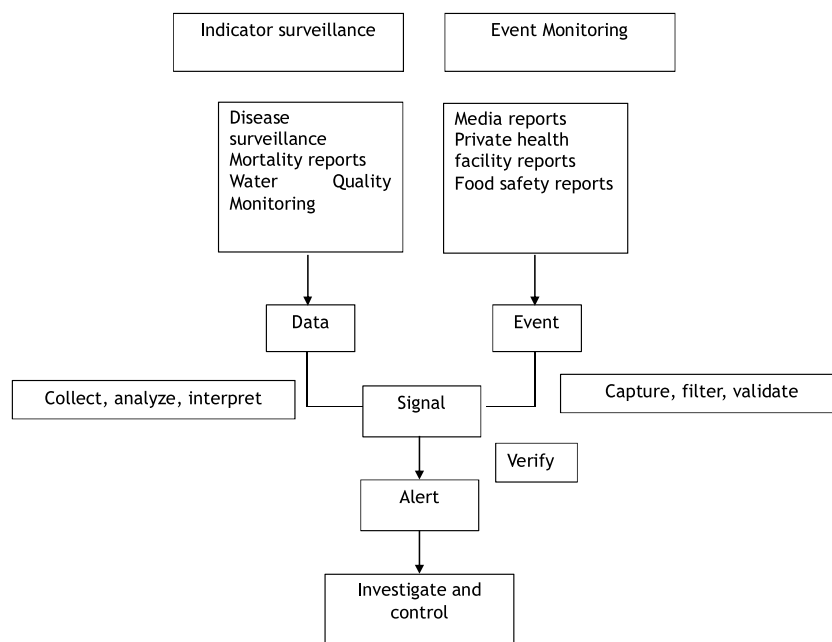 Indicator surveillance
Event Monitoring
Disease
surveillance
Mortality reports
Water Quality
Monitoring
Media reports
Private health
facility reports
Food safety reports
Data
Event
Collect, analyze, interpret
Signal
Capture, filter, validate
Verify
Alert
Investigate and
control